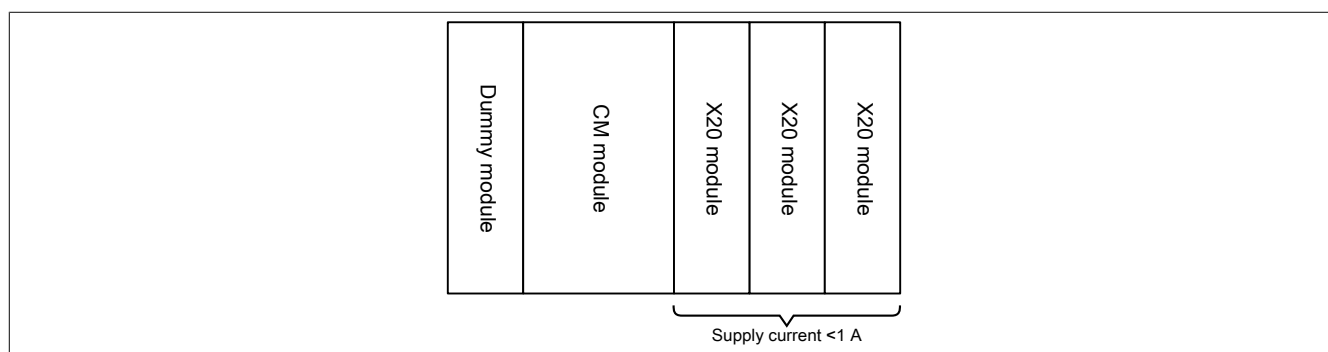 Dummy module
CM module
X20 module
X20 module
X20 module
Supply current <1 A